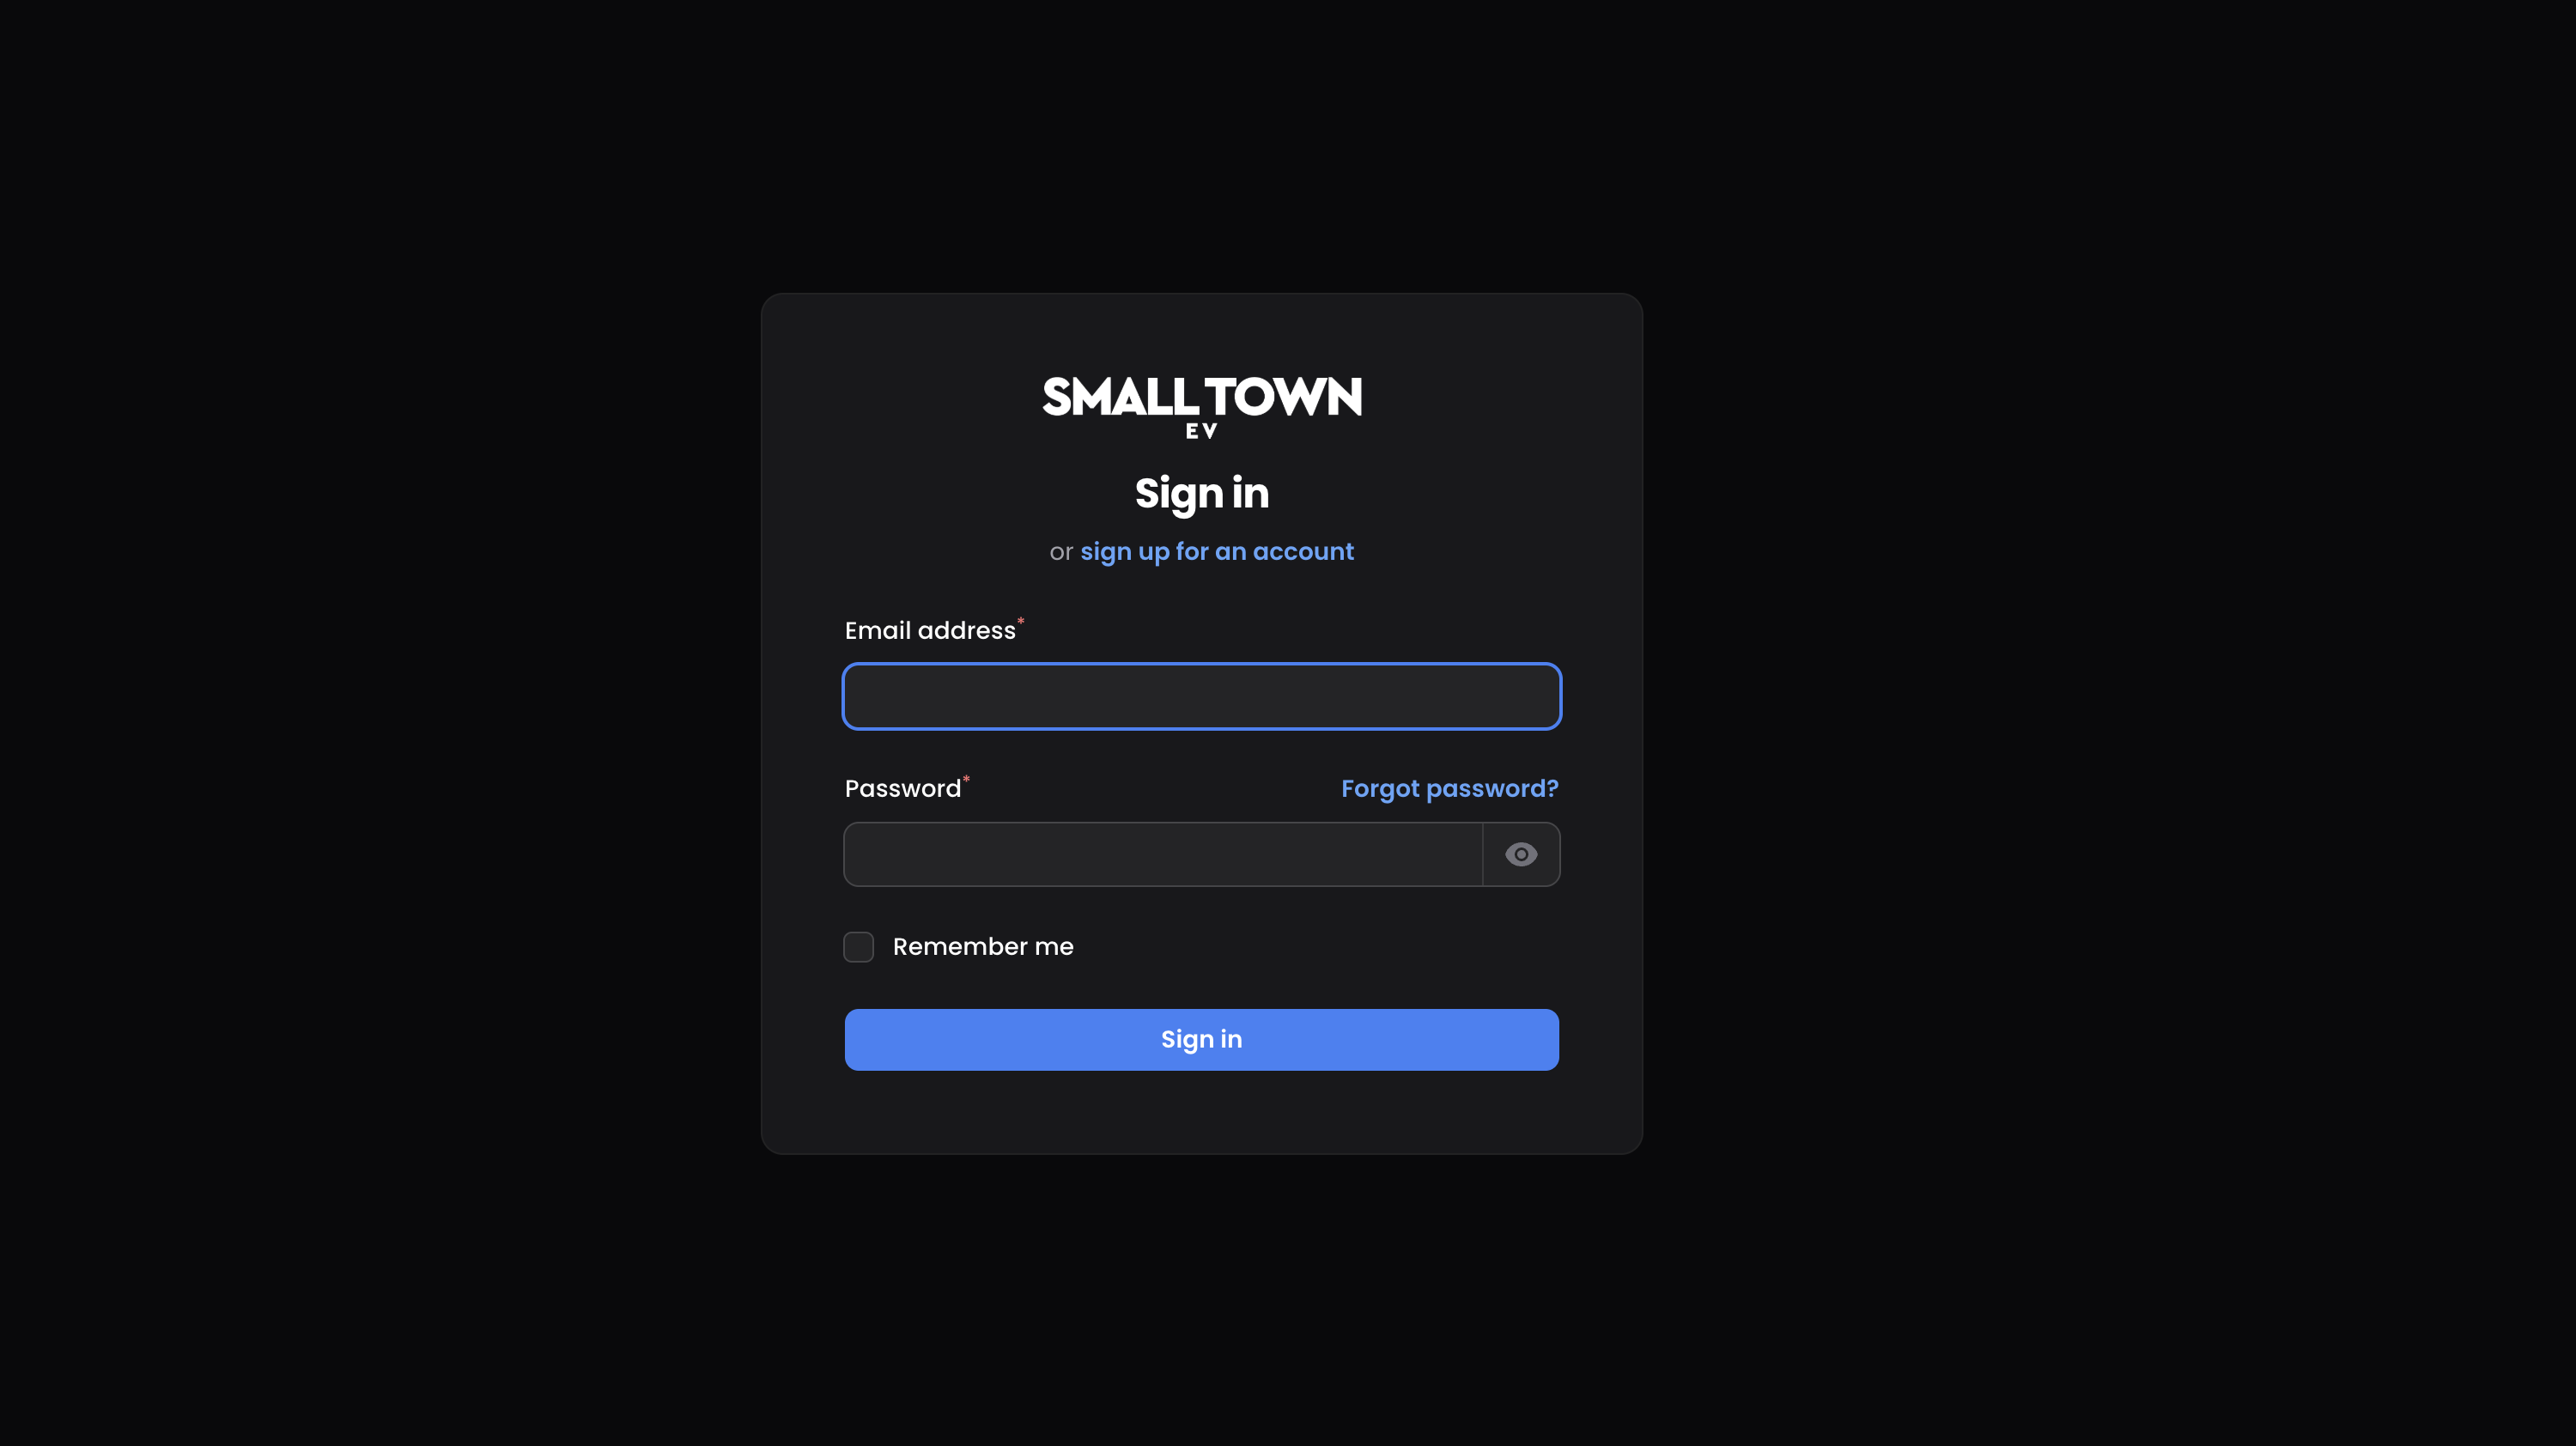 SMALL TOWN
EV
Sign in
or sign up for an account
Email address*
Password* Forgot password?
Remember me
Sign in